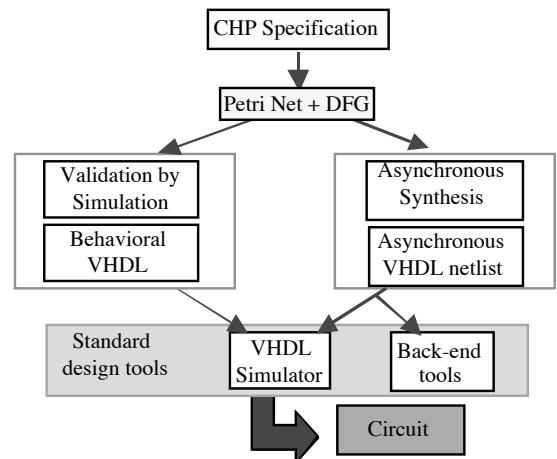 CHP Specification
Petri Net + DFG
Validation by
Simulation
Behavioral
VHDL
Asynchronous
Synthesis
Asynchronous
VHDL netlist
Standard
design tools
VHDL
Simulator
Back-end
tools
Circuit